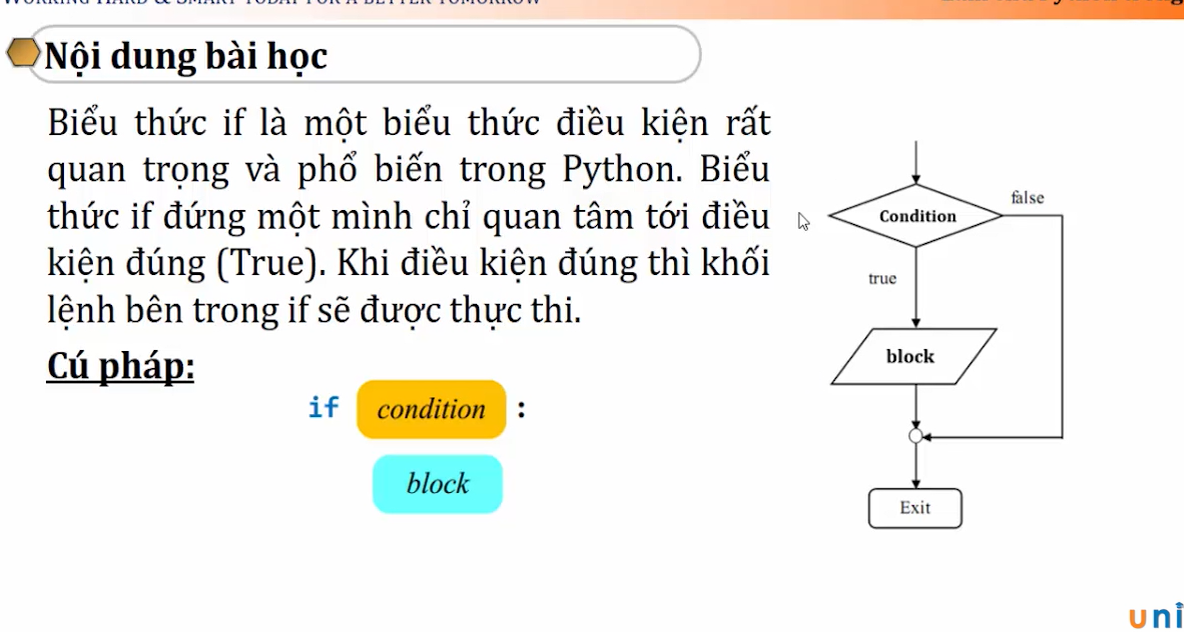 WORKING HARD & SMART TODAY FOR A BETTER TOMORROW
Nội dung bài học
Biểu thức if là một biểu thức điều kiện rất
quan trọng và phổ biến trong Python. Biểu
thức if đứng một mình chỉ quan tâm tới điều
kiện đúng (True). Khi điều kiện đúng thì khối
lệnh bên trong if sẽ được thực thi.
Cú pháp:
if condition :
block
false
Condition
true
block
Exit
uni